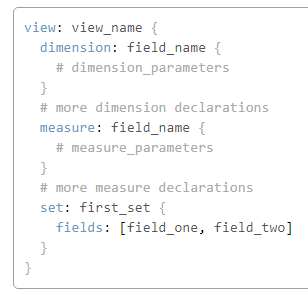 view: view_name {
  dimension: field_name {
    # dimension_parameters
  }
  # more dimension declarations
  measure: field_name {
    # measure_parameters
  }
  # more measure declarations
  set: first_set {
    fields: [field_one, field_two]
  }
}